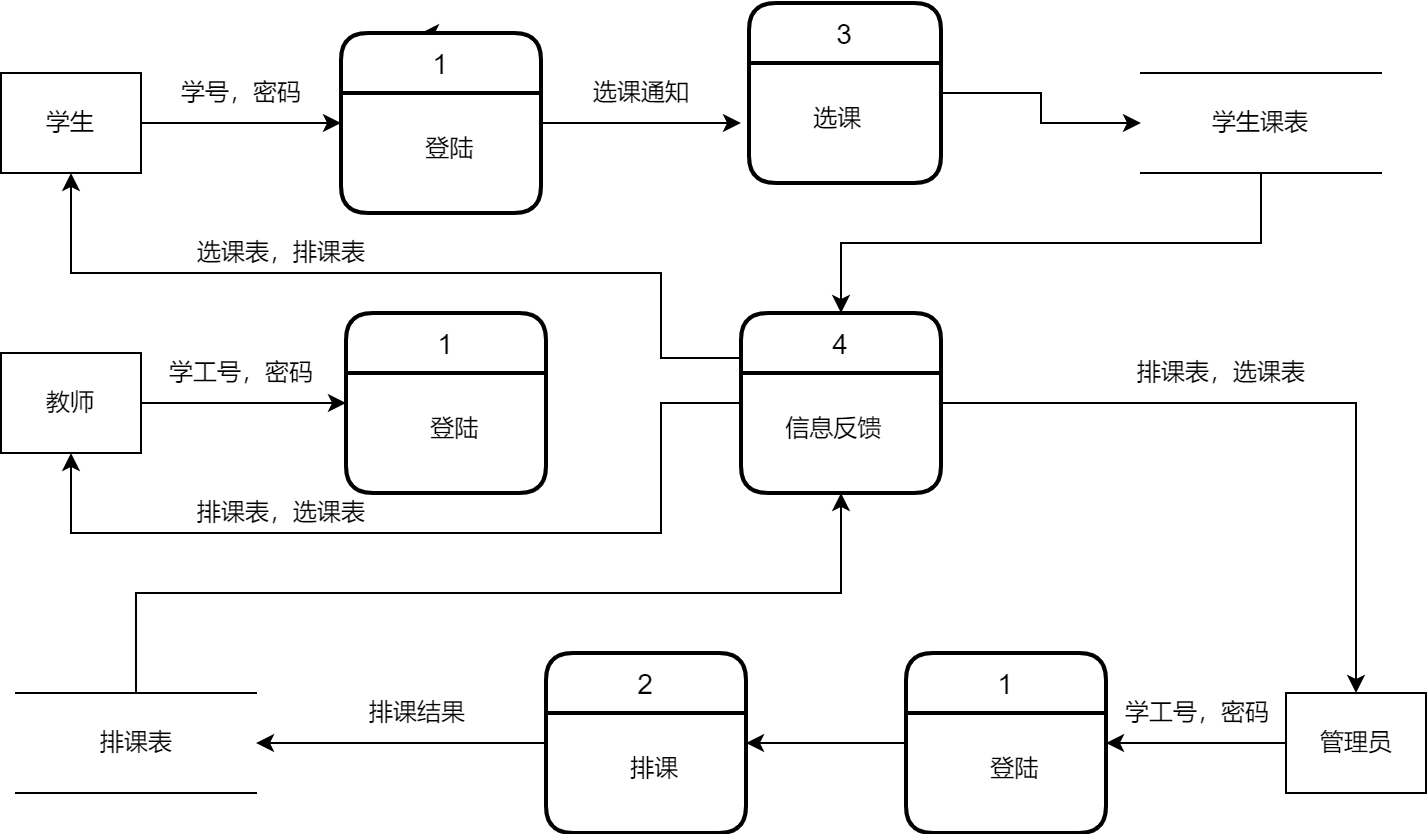 3
1
学生
学号，密码
登陆
选课通知
选课
学生课表
选课表，排课表
1
4
教师
学工号，密码
登陆
信息反馈
排课表，选课表
排课表，选课表
2
1
排课表
排课结果
排课
登陆
学工号，密码
管理员